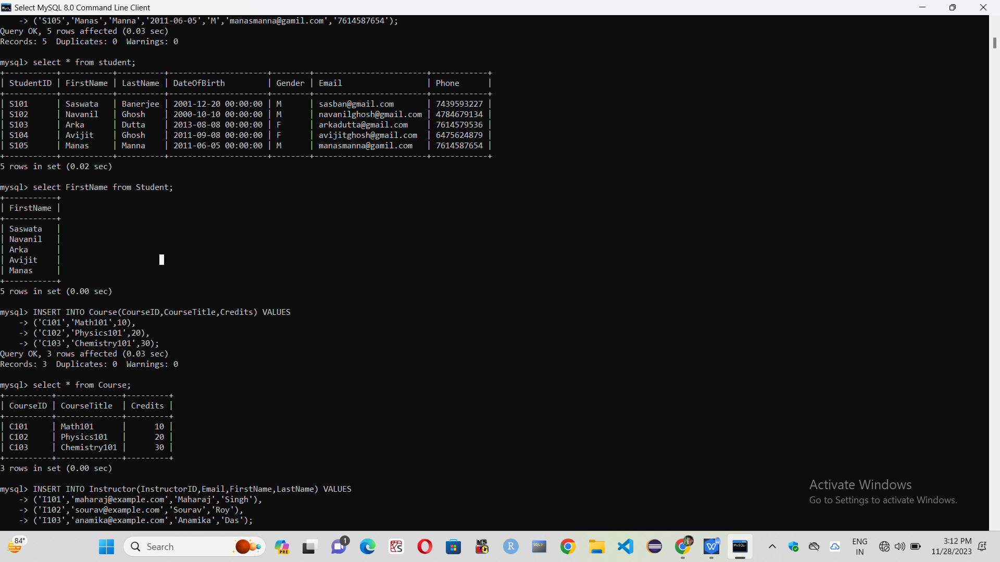 Select MySQL 8.0 Command Line Client
    -> ('S105','Manas','Manna','2011-06-05','M','manasmanna@gamil.com','7614587654');
Query OK, 5 rows affected (0.03 sec)
Records: 5  Duplicates: 0  Warnings: 0
mysql> select * from student;
+-----------+-----------+----------+---------------------+--------+------------------------+------------+
| StudentID | FirstName | LastName | DateOfBirth         | Gender | Email                  | Phone      |
+-----------+-----------+----------+---------------------+--------+------------------------+------------+
| S101      | Saswata   | Banerjee | 2001-12-20 00:00:00 | M      | sasban@gmail.com       | 7439593227 |
| S102      | Navanil   | Ghosh    | 2000-10-10 00:00:00 | M      | navanilghosh@gmail.com | 4784679134 |
| S103      | Arka      | Dutta    | 2013-08-08 00:00:00 | F      | arkadutta@gmail.com    | 7614579536 |
| S104      | Avijit    | Ghosh    | 2011-09-08 00:00:00 | F      | avijitghosh@gmail.com  | 6475624879 |
| S105      | Manas     | Manna    | 2011-06-05 00:00:00 | M      | manasmanna@gamil.com   | 7614587654 |
+-----------+-----------+----------+---------------------+--------+------------------------+------------+
5 rows in set (0.02 sec)
mysql> select FirstName from Student;
+-----------+
| FirstName |
+-----------+
| Saswata   |
| Navanil   |
| Arka      |
| Avijit    |
| Manas     |
+-----------+
5 rows in set (0.00 sec)
mysql> INSERT INTO Course(CourseID,CourseTitle,Credits) VALUES
    -> ('C101','Math101',10),
    -> ('C102','Physics101',20),
    -> ('C103','Chemistry101',30);
Query OK, 3 rows affected (0.03 sec)
Records: 3  Duplicates: 0  Warnings: 0
mysql> select * from Course;
+----------+--------------+---------+
| CourseID | CourseTitle  | Credits |
+----------+--------------+---------+
| C101     | Math101      |      10 |
| C102     | Physics101   |      20 |
| C103     | Chemistry101 |      30 |
+----------+--------------+---------+
3 rows in set (0.00 sec)
mysql> INSERT INTO Instructor(InstructorID,Email,FirstName,LastName) VALUES
    -> ('I101','maharaj@example.com','Maharaj','Singh'),
    -> ('I102','sourav@example.com','Sourav','Roy'),
    -> ('I103','anamika@example.com','Anamika','Das');
Activate Windows
Go to Settings to activate Windows.
84°
Search
PRE
1
MS
R
SQL>
W
MySQL
ENG
IN
3:12 PM
11/28/2023